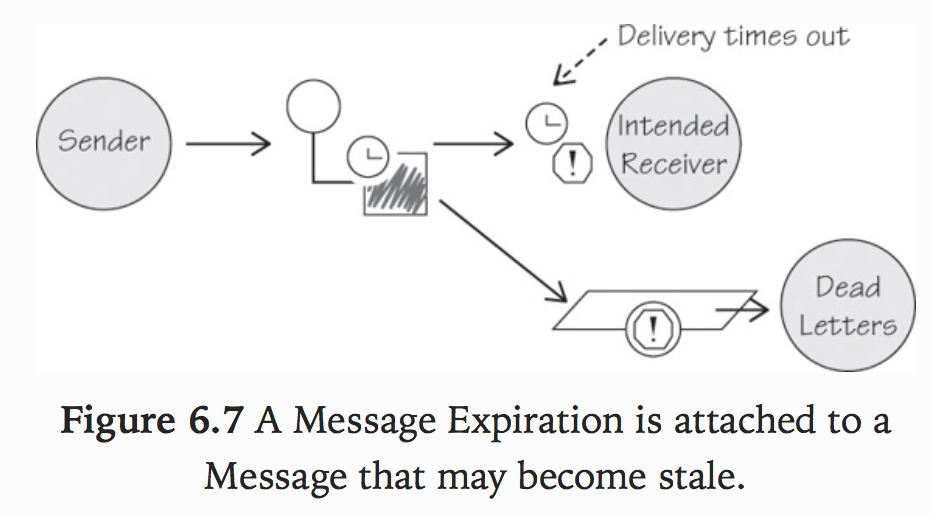 Delivery times out
Sender
Intended
Receiver
Dead
Letters
Figure 6.7 A Message Expiration is attached to a
Message that may become stale.